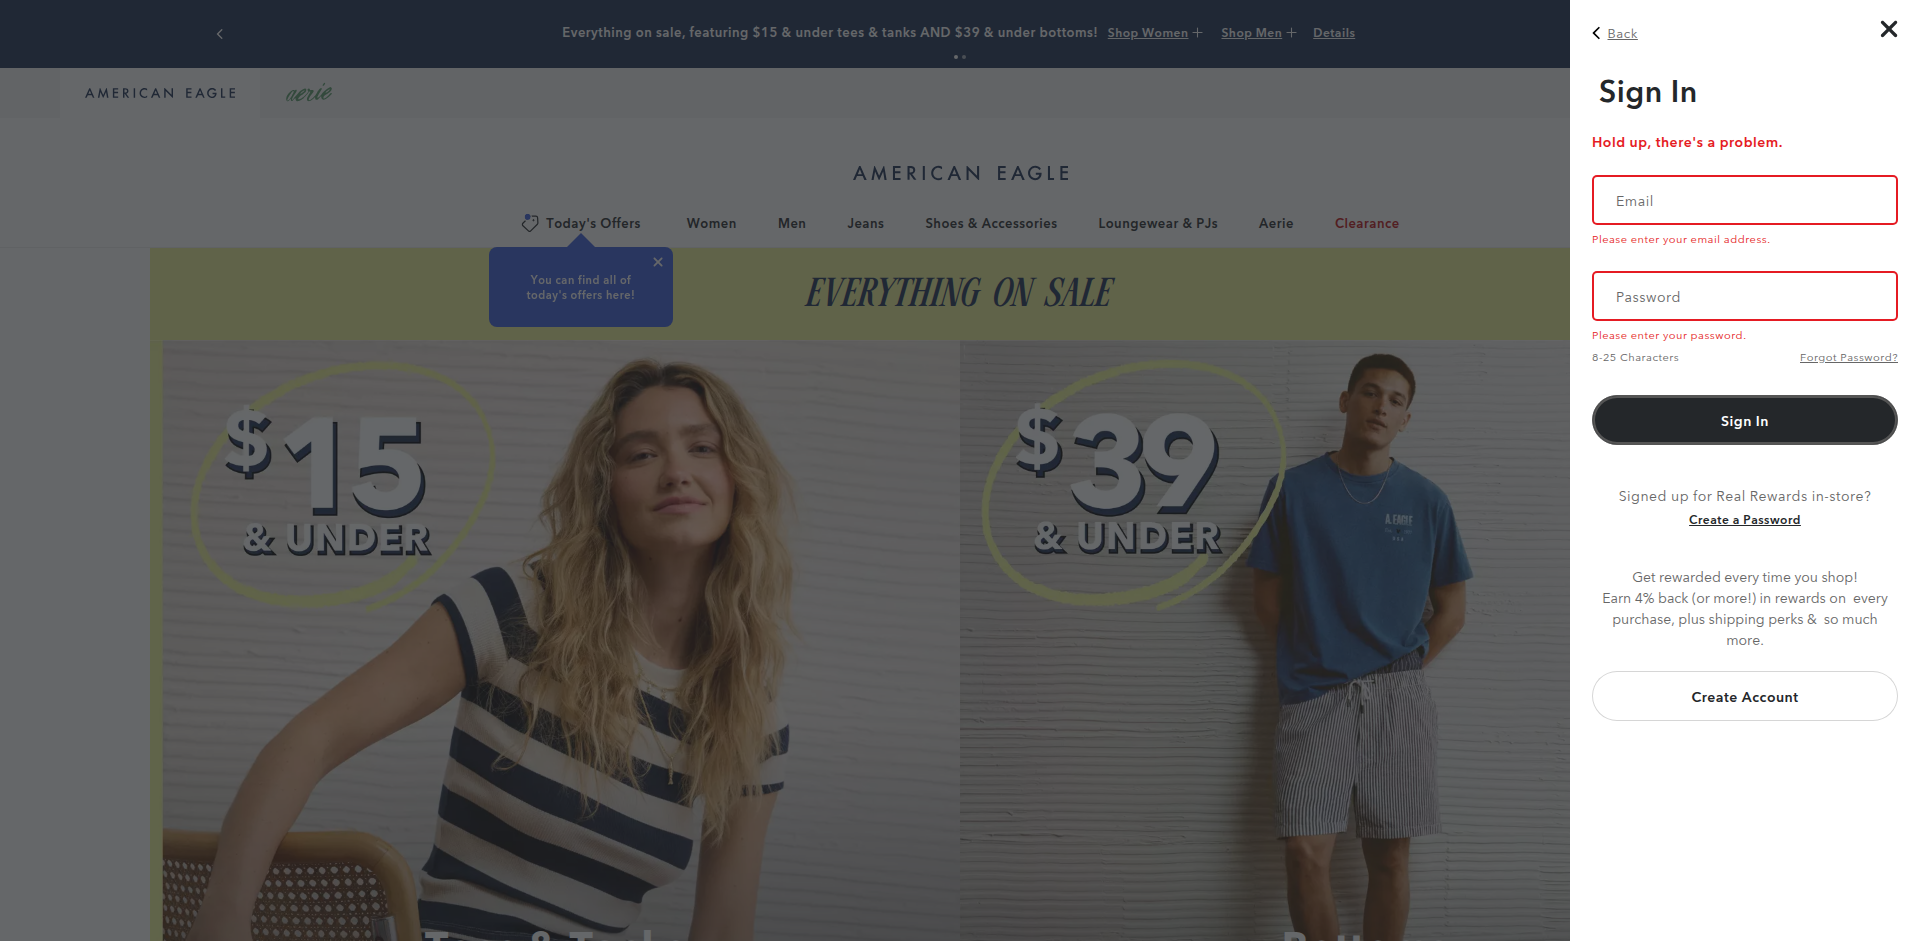 Everything on sale, featuring $15 & under tees & tanks AND $39 & under bottoms! Shop Women Shop Men Details
AMERICAN EAGLE aerie
AMERICAN EAGLE
Today's Offers Women Men Jeans Shoes & Accessories Loungewear & PJs Aerie Clearance
You can find all of
today's offers here!
EVERYTHING ON SALE
$15
& UNDER
$39
& UNDER
A. EAGLE
Back
Sign In
Hold up, there's a problem.
Email
Please enter your email address.
Password
Please enter your password.
8-25 Characters Forgot Password?
Sign In
Signed up for Real Rewards in-store?
Create a Password
Get rewarded every time you shop!
Earn 4% back (or more!) in rewards on every
purchase, plus shipping perks & so much
more.
Create Account